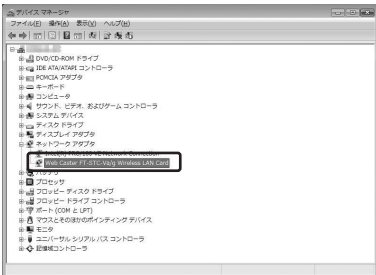 デバイス マネージャ
ファイル(F) 操作(A) 表示(V) ヘルプ(H)
DVD/CD-ROM ドライブ
IDE ATA/ATAPI コントローラ
PCMCIA アダプタ
キーボード
コンピュータ
サウンド、ビデオ、およびゲーム コントローラ
システム デバイス
ディスク ドライブ
ディスプレイ アダプタ
ネットワーク アダプタ
Web Caster FT-STC-Va/g Wireless LAN Card
バッテリ
プロセッサ
フロッピー ディスク ドライブ
フロッピー ドライブ コントローラ
ポート (COM と LPT)
マウスとそのほかのポインティング デバイス
モニタ
ユニバーサル シリアル バス コントローラ
記憶域コントローラ